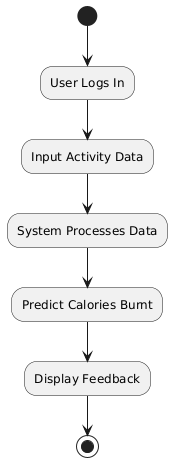 User Logs In
Input Activity Data
System Processes Data
Predict Calories Burnt
Display Feedback